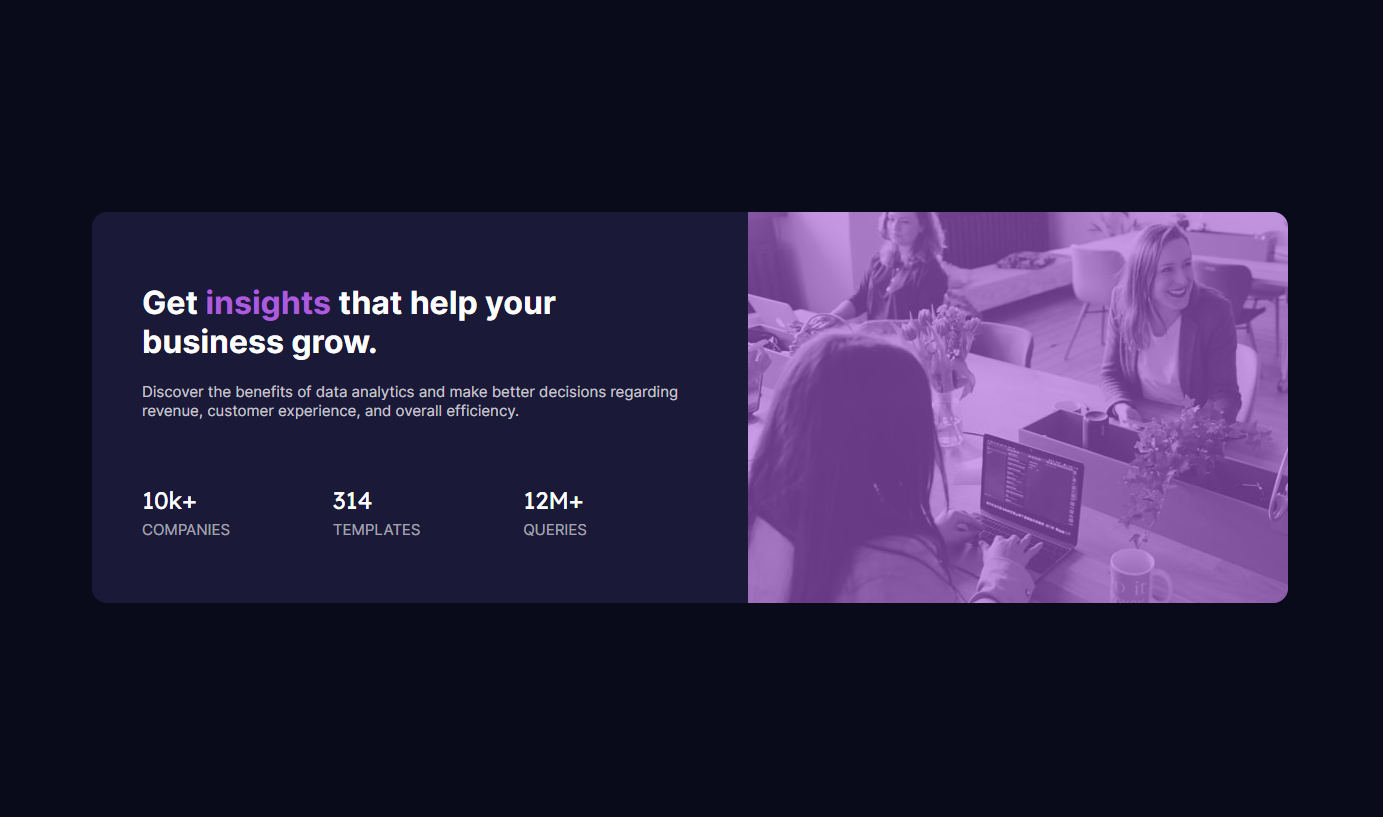 Get insights that help your
business grow.
Discover the benefits of data analytics and make better decisions regarding
revenue, customer experience, and overall efficiency.
10k+ 314 12M+
COMPANIES TEMPLATES QUERIES